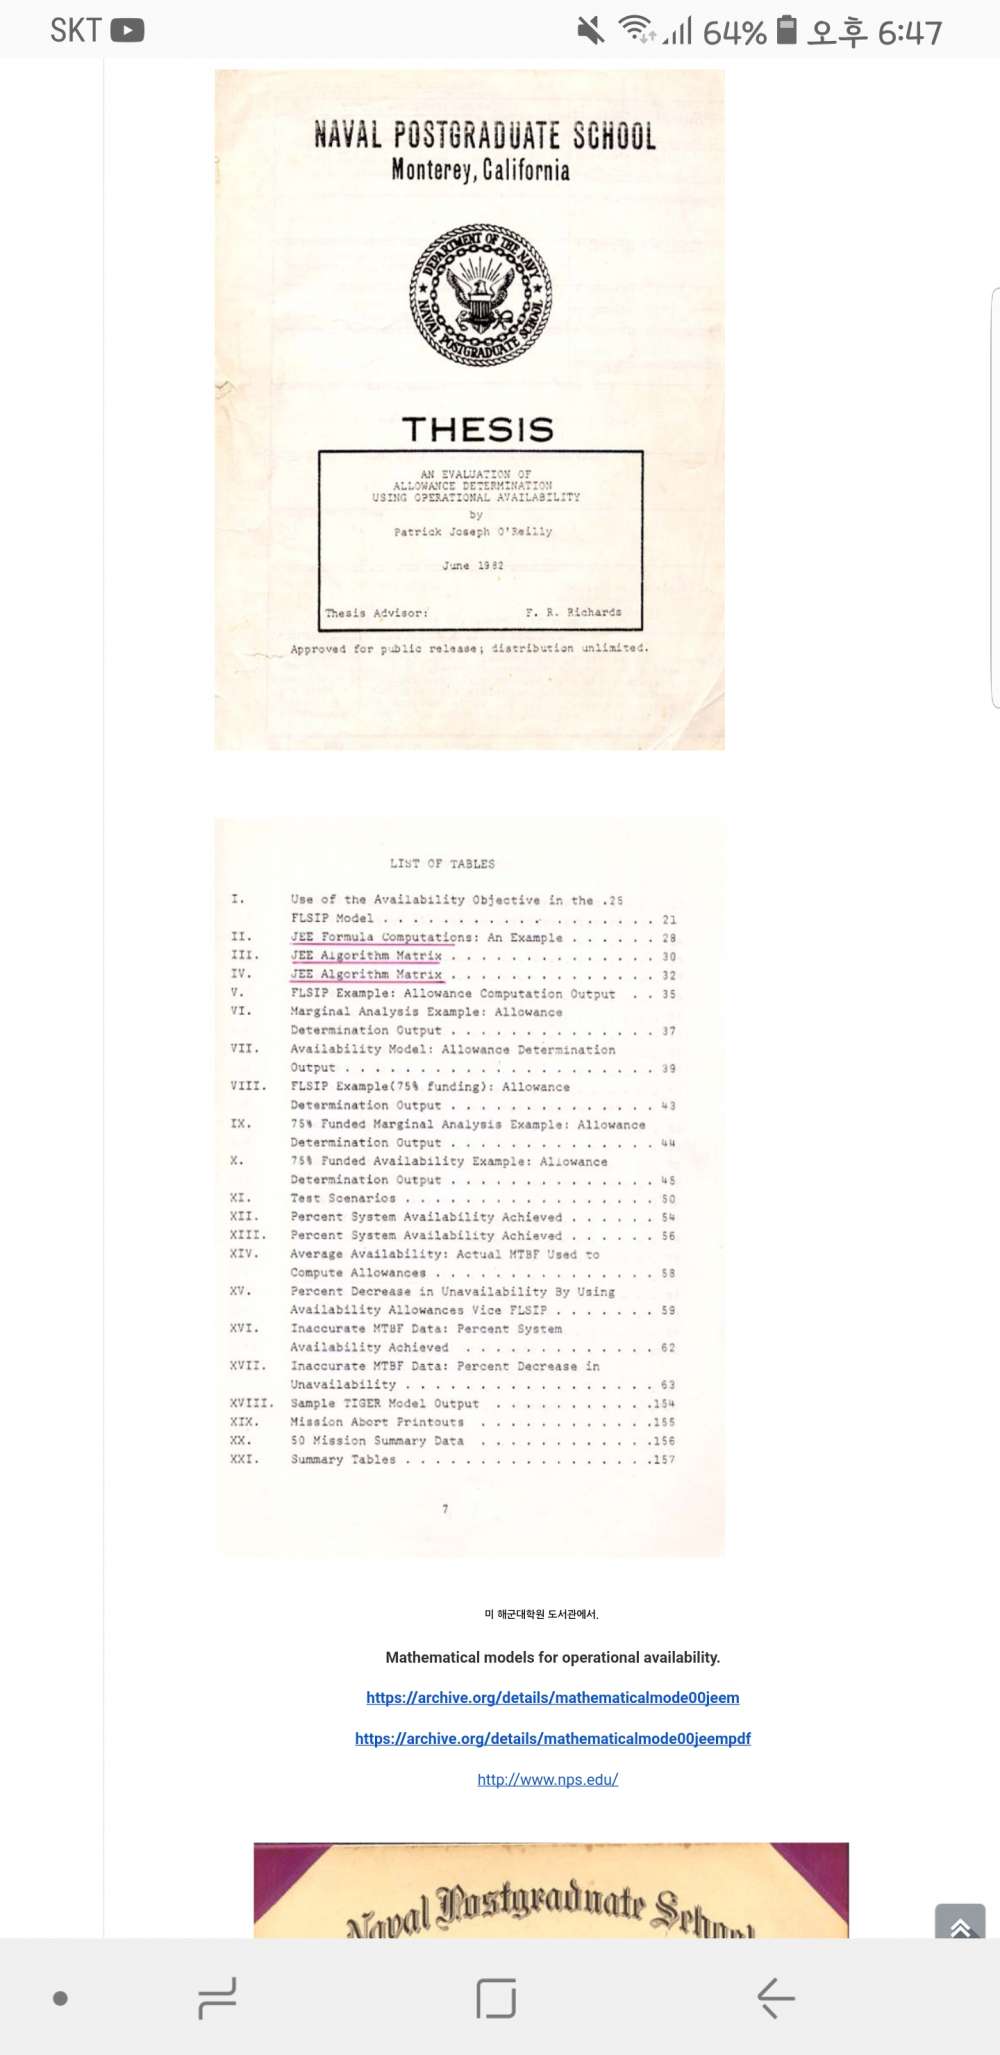 SKT 64% 오후 6:47
NAVAL POSTGRADUATE SCHOOL
Monterey, California
DEPARTMENT OF THE NAVY
NAVAL POSTGRADUATE SCHOOL
THESIS
AN EVALUATION OF
ALLOWANCE DETERMINATION
USING OPERATIONAL AVAILABILITY
by
Patrick Joseph O'Reilly
June 1982
Thesis Advisor: F. R. Richards
Approved for public release; distribution unlimited.
LIST OF TABLES
I. Use of the Availability Objective in the .25
FLSIP Model . . . . . . . . . . . . . . . . . . 21
II. JEE Formula Computations: An Example . . . . . . 28
III. JEE Algorithm Matrix . . . . . . . . . . . . . . 30
IV. JEE Algorithm Matrix . . . . . . . . . . . . . . 32
V. FLSIP Example: Allowance Computation Output . . 35
VI. Marginal Analysis Example: Allowance
Determination Output . . . . . . . . . . . . . . 37
VII. Availability Model: Allowance Determination
Output . . . . . . . . . . . . . . . . . . . . . 39
VIII. FLSIP Example(75% funding): Allowance
Determination Output . . . . . . . . . . . . . . 43
IX. 75% Funded Marginal Analysis Example: Allowance
Determination Output . . . . . . . . . . . . . . 44
X. 75% Funded Availability Example: Allowance
Determination Output . . . . . . . . . . . . . . 45
XI. Test Scenarios . . . . . . . . . . . . . . . . . 50
XII. Percent System Availability Achieved . . . . . . 54
XIII. Percent System Availability Achieved . . . . . . 56
XIV. Average Availability: Actual MTBF Used to
Compute Allowances . . . . . . . . . . . . . . . 58
XV. Percent Decrease in Unavailability By Using
Availability Allowances Vice FLSIP . . . . . . . 59
XVI. Inaccurate MTBF Data: Percent System
Availability Achieved . . . . . . . . . . . . . 62
XVII. Inaccurate MTBF Data: Percent Decrease in
Unavailability . . . . . . . . . . . . . . . . . 63
XVIII. Sample TIGER Model Output . . . . . . . . . . .154
XIX. Mission Abort Printouts . . . . . . . . . . . .155
XX. 50 Mission Summary Data . . . . . . . . . . . .156
XXI. Summary Tables . . . . . . . . . . . . . . . . .157
7
미 해군대학원 도서관에서.
Mathematical models for operational availability.
https://archive.org/details/mathematicalmode00jeem
https://archive.org/details/mathematicalmode00jeempdf
http://www.nps.edu/
Naval Postgraduate School